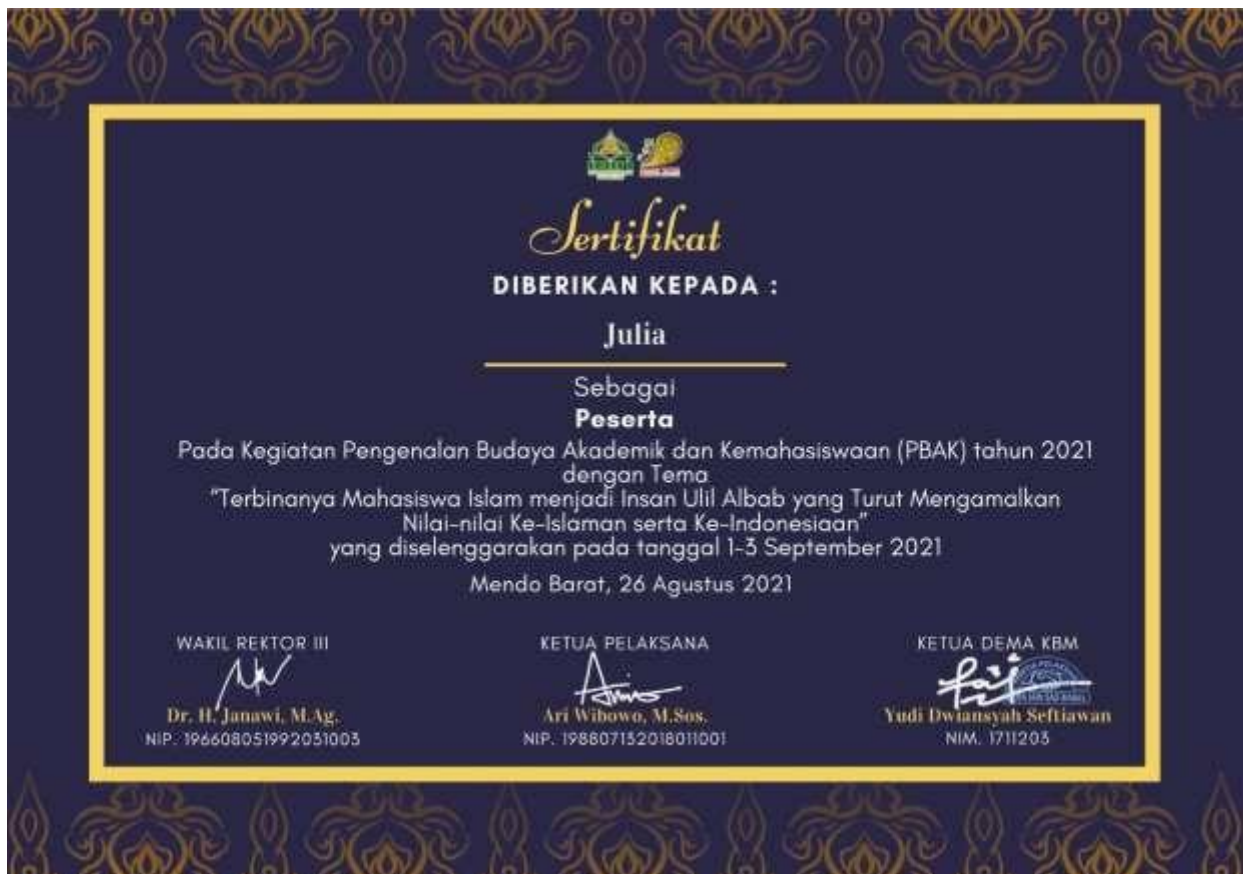 Sertifikat
DIBERIKAN KEPADA :
Julia
Sebagai
Peserta
Pada Kegiatan Pengenalan Budaya Akademik dan Kemahasiswaan (PBAK) tahun 2021
dengan Tema
"Terbinanya Mahasiswa Islam menjadi Insan Ulil Albab yang Turut Mengamalkan
Nilai-nilai Ke-Islaman serta Ke-Indonesiaan"
yang diselenggarakan pada tanggal 1-3 September 2021
Mendo Barat, 26 Agustus 2021
WAKIL REKTOR III
KETUA PELAKSANA
KETUA DEMA KBM
Dr. H. Janawi, M.Ag.
Ari Wibowo, M.Sos.
Yudi Dwiansyah Seftiawan
NIP. 196608051992031003
NIP. 198807132018011001
NIM. 1711203